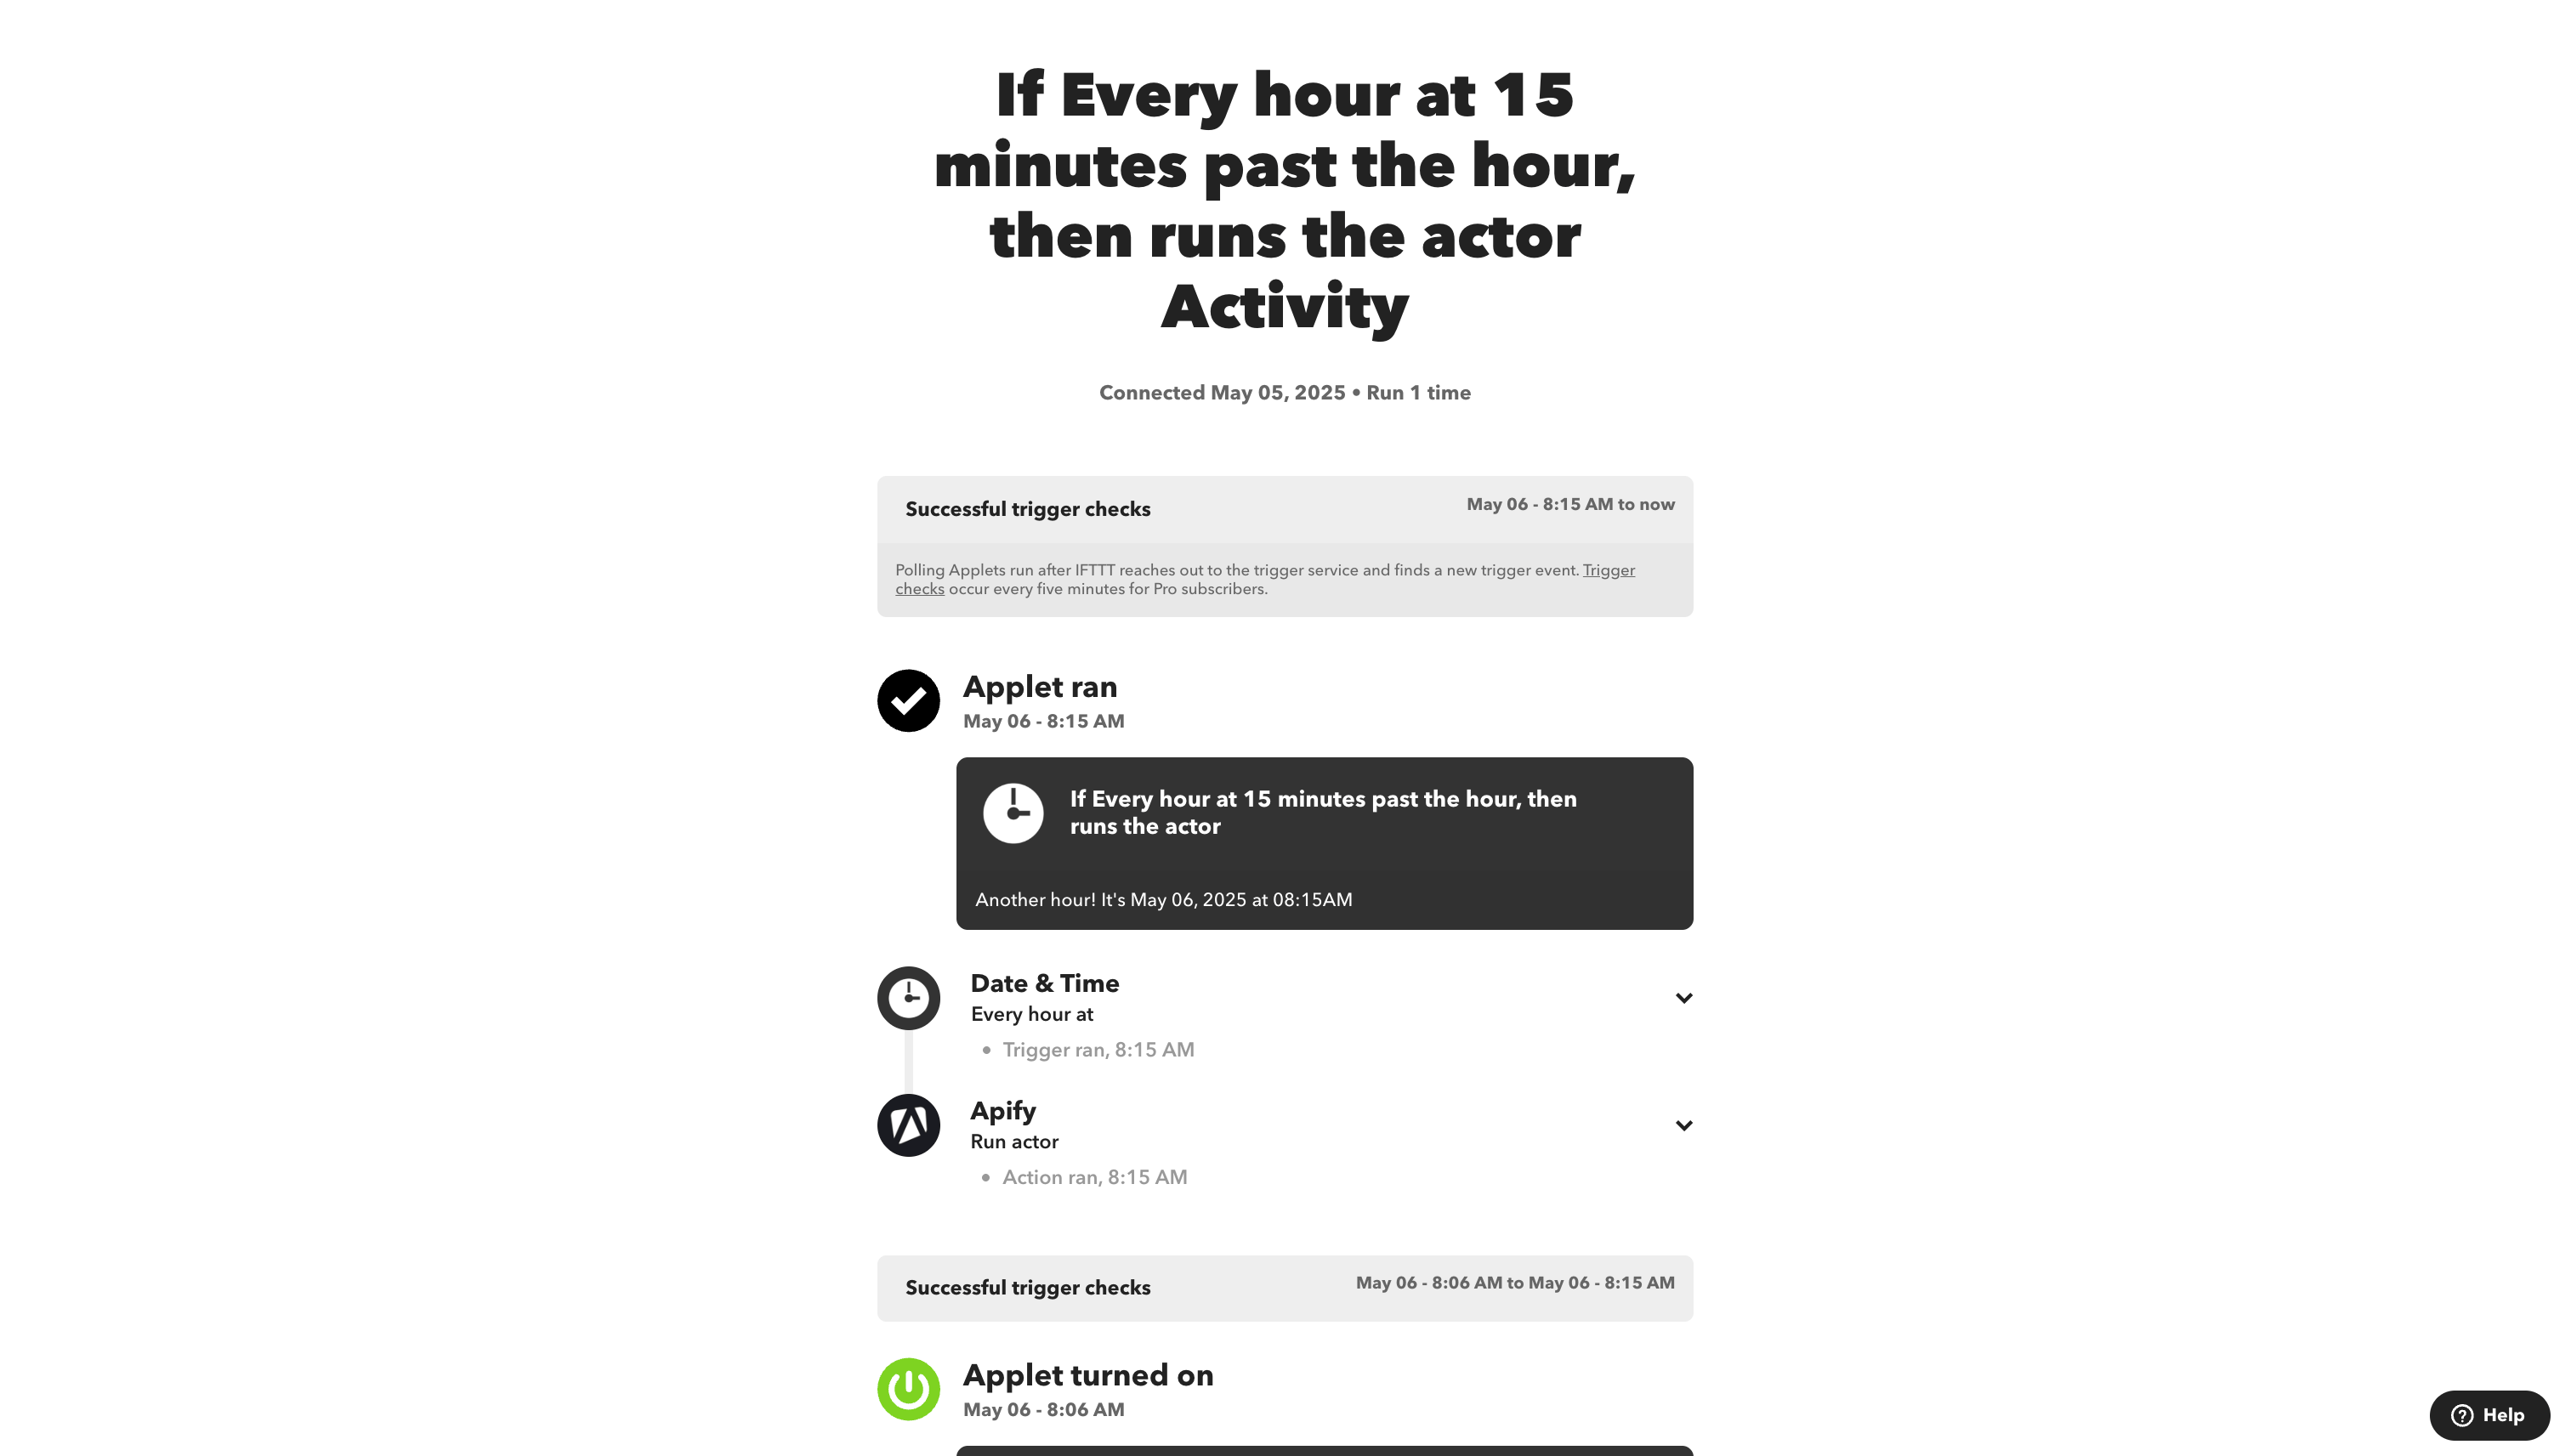 If Every hour at 15
minutes past the hour,
then runs the actor
Activity
Connected May 05, 2025 • Run 1 time
Successful trigger checks
May 06 - 8:15 AM to now
Polling Applets run after IFTTT reaches out to the trigger service and finds a new trigger event. Trigger
checks occur every five minutes for Pro subscribers.
Applet ran
May 06 - 8:15 AM
If Every hour at 15 minutes past the hour, then
runs the actor
Another hour! It's May 06, 2025 at 08:15AM
Date & Time
Every hour at
• Trigger ran, 8:15 AM
Apify
Run actor
• Action ran, 8:15 AM
Successful trigger checks
May 06 - 8:06 AM to May 06 - 8:15 AM
Applet turned on
May 06 - 8:06 AM
Help